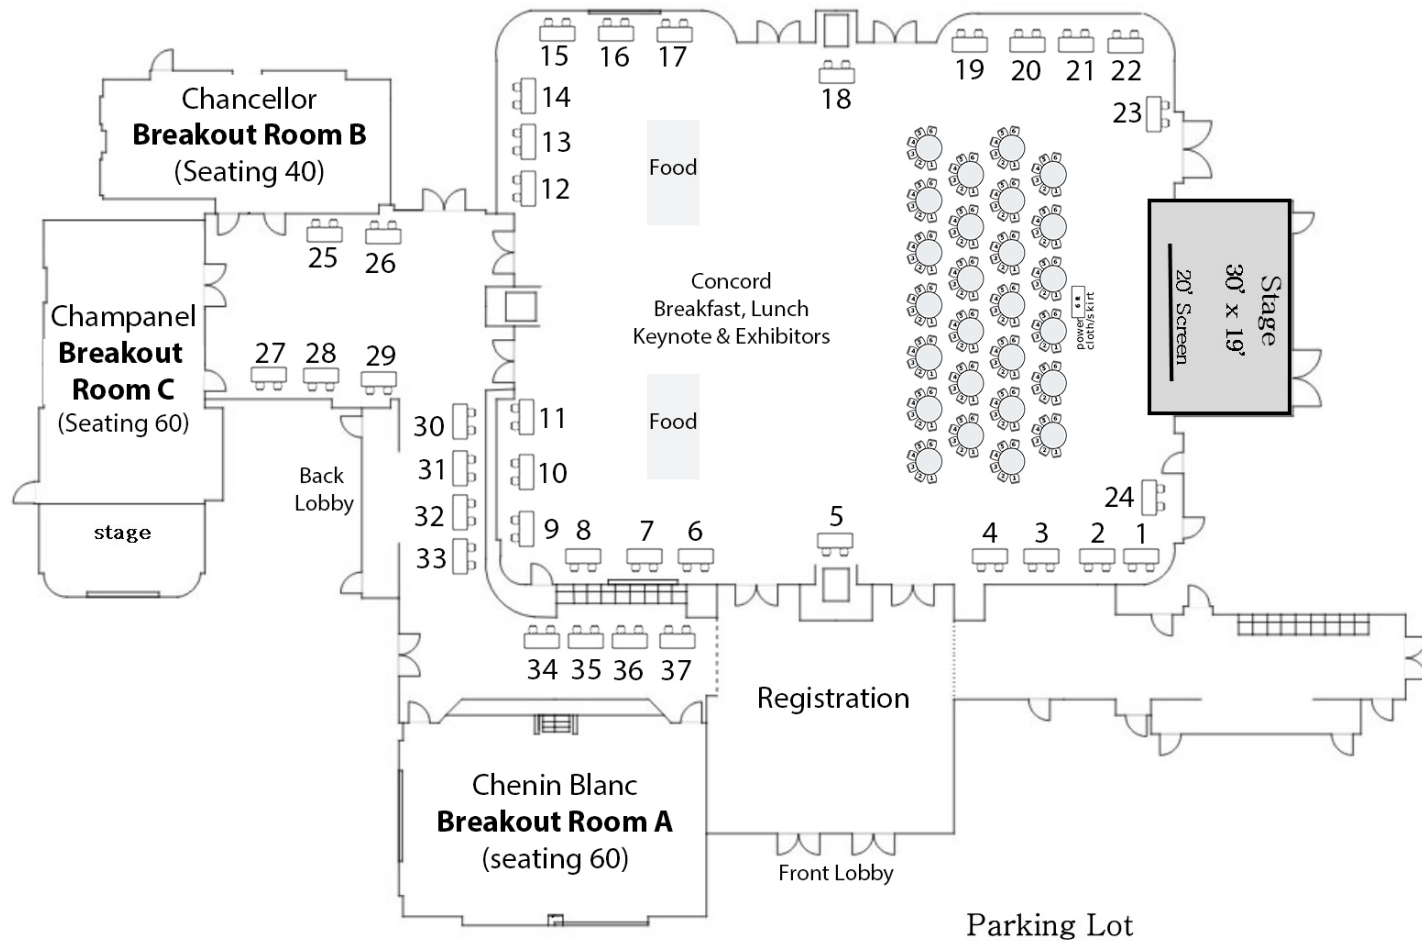 15 16 17
18
19 20 21 22
23
14
13
12
Chancellor
Breakout Room B
(Seating 40)
Food
25 26
Champanel
Breakout
Room C
(Seating 60)
stage
27 28 29
Concord
Breakfast, Lunch
Keynote & Exhibitors
power
cloth/skirt
Stage
30' x 19'
20' Screen
Food
30
31
32
33
Back
Lobby
11
10
9 8 7 6
5
4 3 2 1
24
34 35 36 37
Registration
Chenin Blanc
Breakout Room A
(seating 60)
Front Lobby
Parking Lot